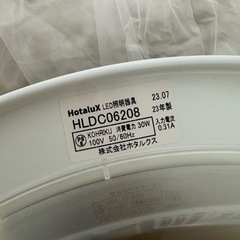 HotaluX LED照明器具 23.07
HLDC06208 23年製
KOHRIKU 消費電力 30W 入力電流
100V 50/60Hz 0.31A
株式会社ホタルクス